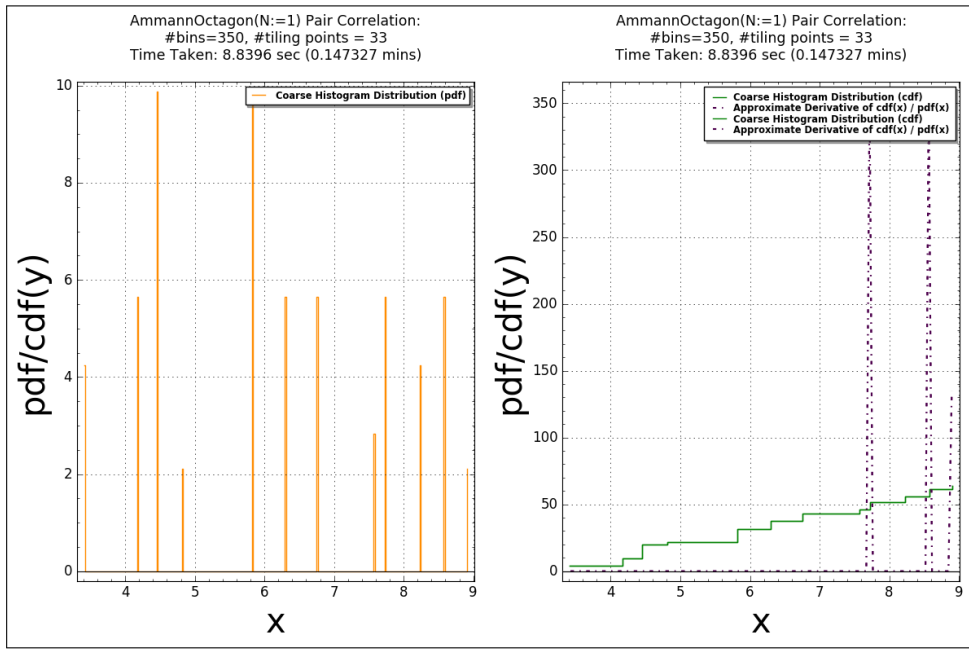 AmmannOctagon(N:=1) Pair Correlation:
#bins=350, #tiling points = 33
Time Taken: 8.8396 sec (0.147327 mins)
Coarse Histogram Distribution (pdf)
10
8
6
4
2
0
pdf/cdf(y)
4 5 6 7 8 9
x
AmmannOctagon(N:=1) Pair Correlation:
#bins=350, #tiling points = 33
Time Taken: 8.8396 sec (0.147327 mins)
Coarse Histogram Distribution (cdf)
Approximate Derivative of cdf(x) / pdf(x)
Coarse Histogram Distribution (cdf)
Approximate Derivative of cdf(x) / pdf(x)
350
300
250
200
150
100
50
0
pdf/cdf(y)
4 5 6 7 8 9
x